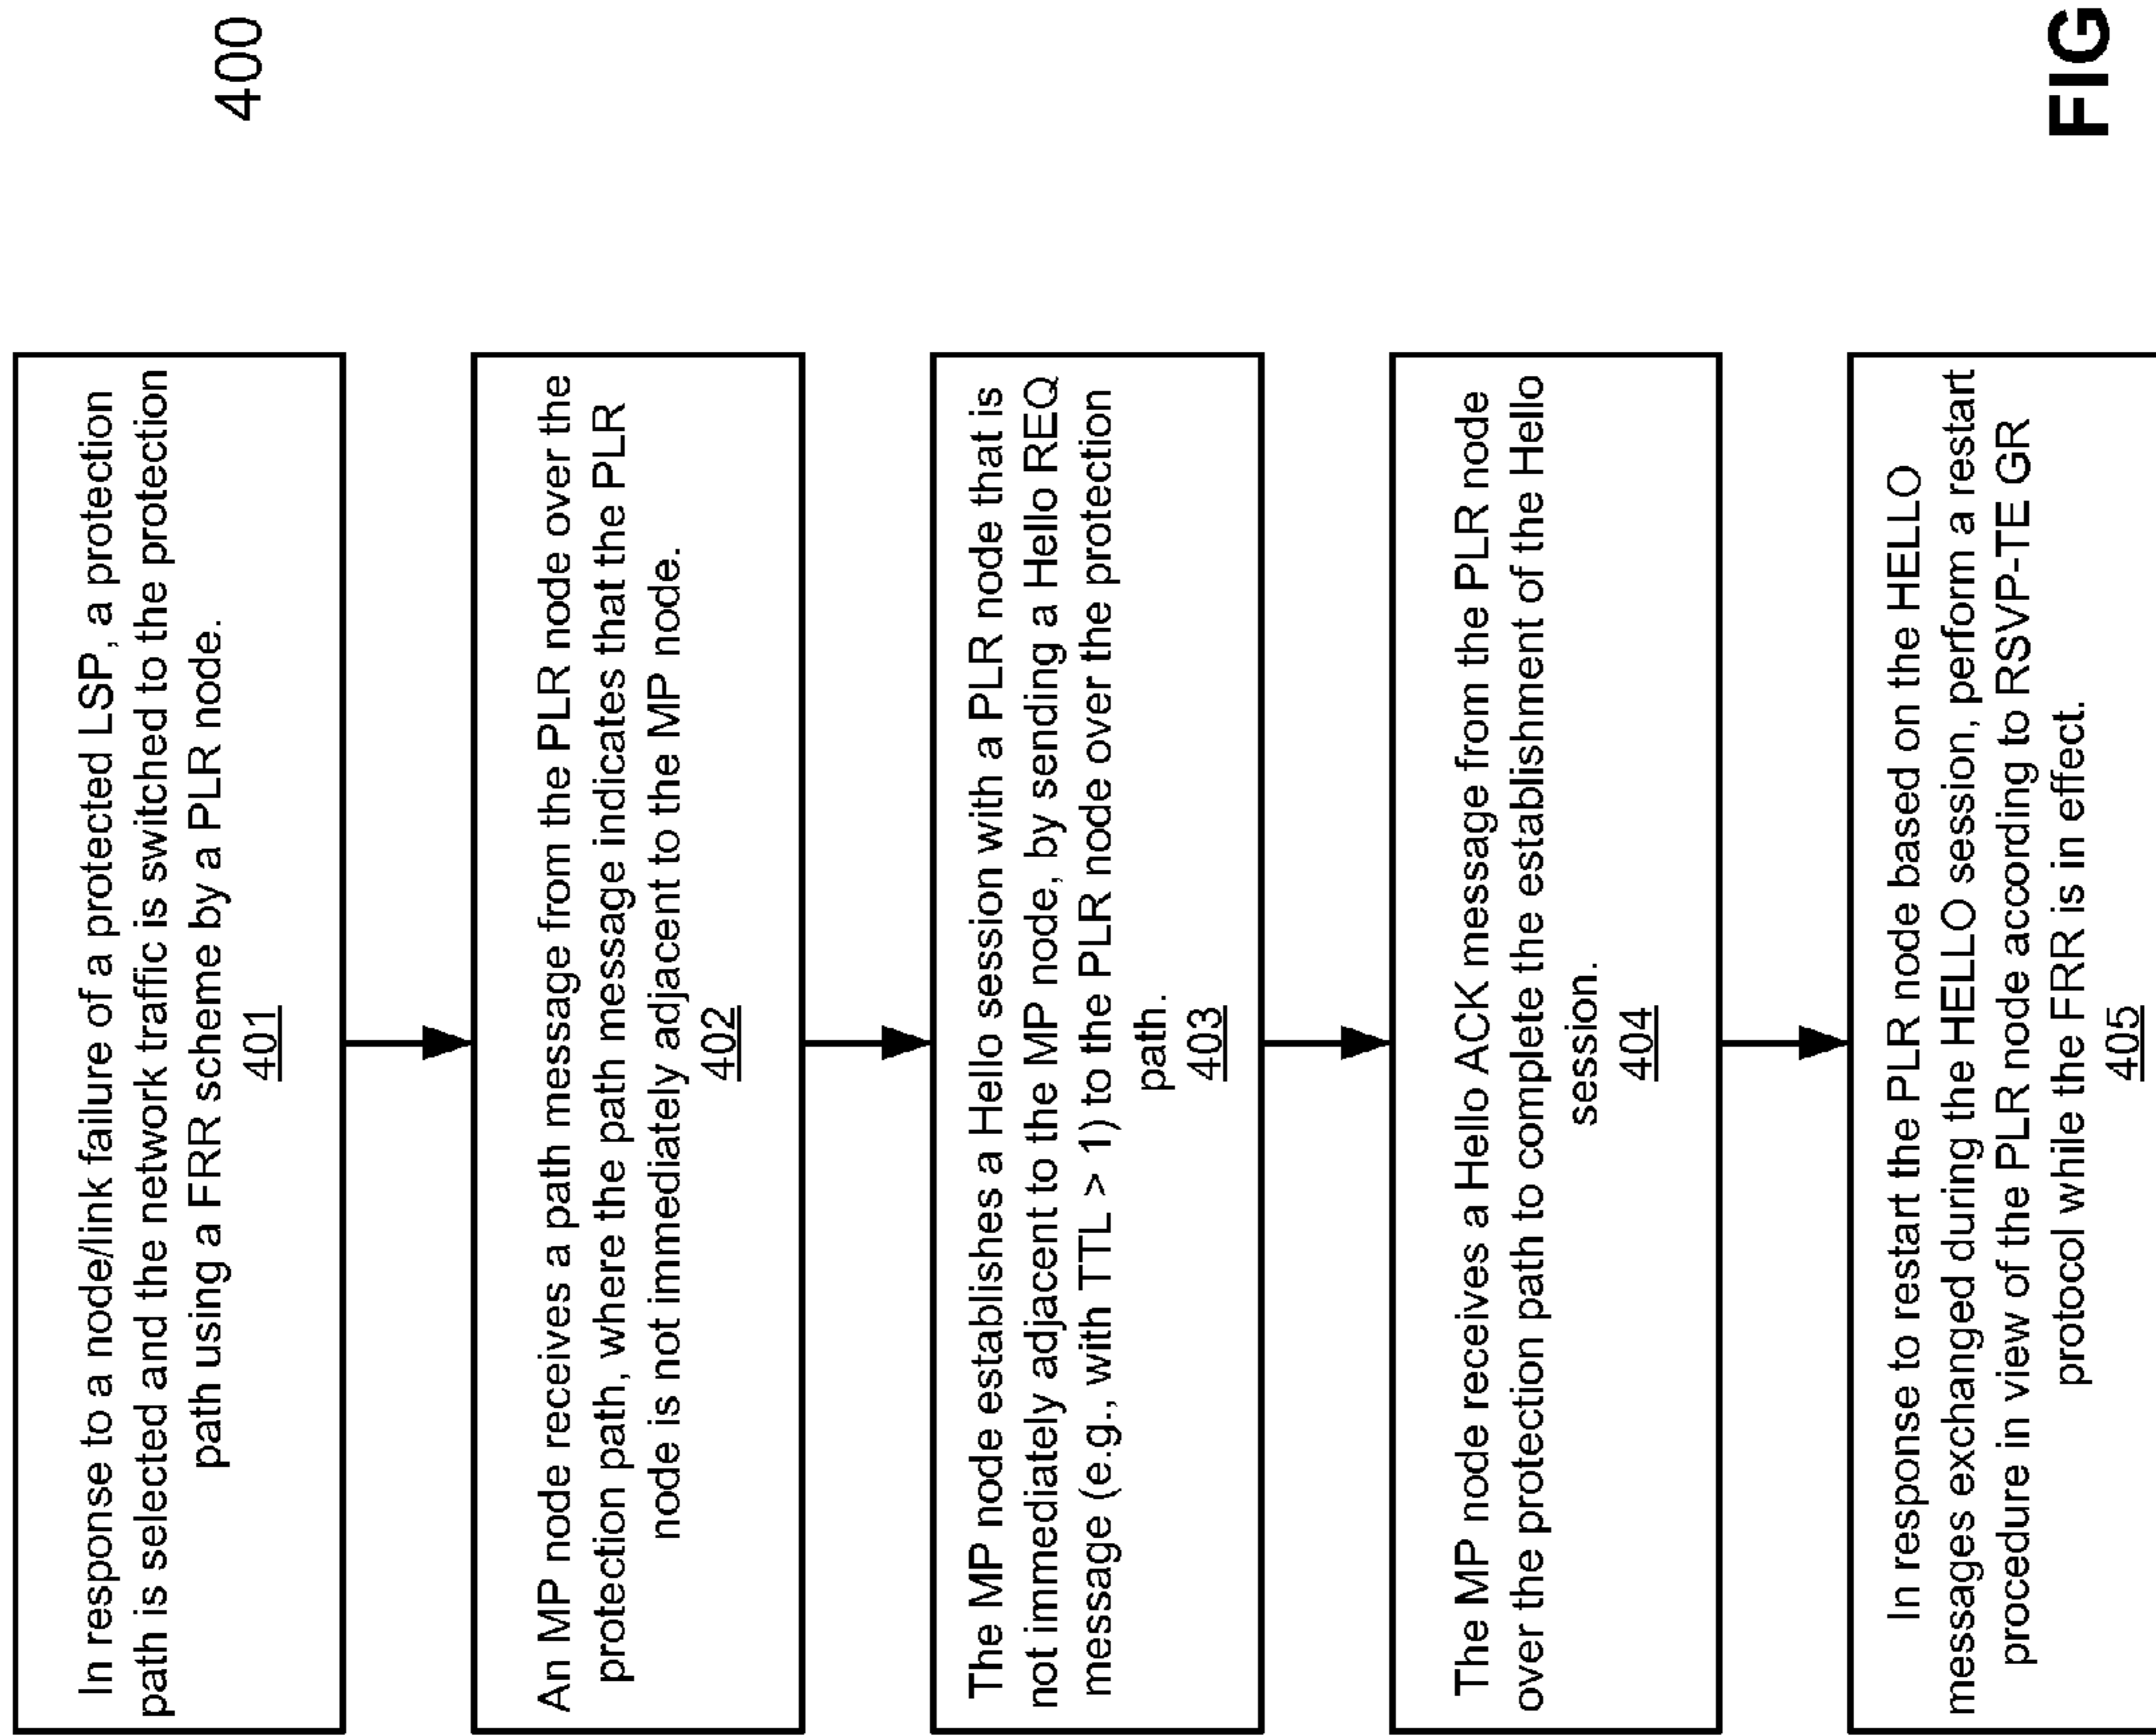 400
In response to a node/link failure of a protected LSP, a protection
path is selected and the network traffic is switched to the protection
path using a FRR scheme by a PLR node.
401
An MP node receives a path message from the PLR node over the
protection path, where the path message indicates that the PLR
node is not immediately adjacent to the MP node.
402
The MP node establishes a Hello session with a PLR node that is
not immediately adjacent to the MP node, by sending a Hello REQ
message (e.g., with TTL > 1) to the PLR node over the protection
path.
403
The MP node receives a Hello ACK message from the PLR node
over the protection path to complete the establishment of the Hello
session.
404
In response to restart the PLR node based on the HELLO
messages exchanged during the HELLO session, perform a restart
procedure in view of the PLR node according to RSVP-TE GR
protocol while the FRR is in effect.
405
FIG